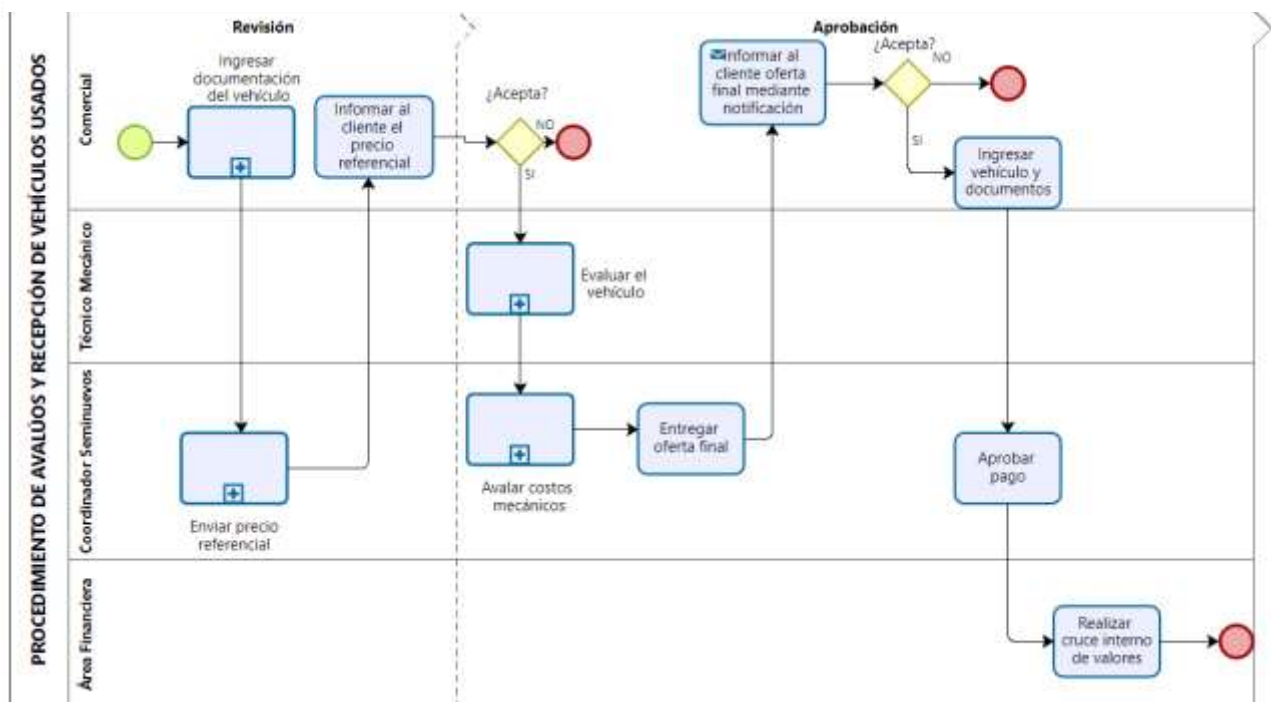 PROCEDIMIENTO DE AVALÚOS Y RECEPCIÓN DE VEHÍCULOS USADOS
Revisión
Aprobación
Comercial
Ingresar
documentación
del vehículo
Informar al
cliente el
precio
referencial
¿Acepta?
NO
SI
Informar al
cliente oferta
final mediante
notificación
¿Acepta?
NO
SI
Ingresar
vehículo y
documentos
Técnico Mecánico
Evaluar el
vehículo
Coordinador Seminuevos
Enviar precio
referencial
Avalar costos
mecánicos
Entregar
oferta final
Aprobar
pago
Área Financiera
Realizar
cruce interno
de valores